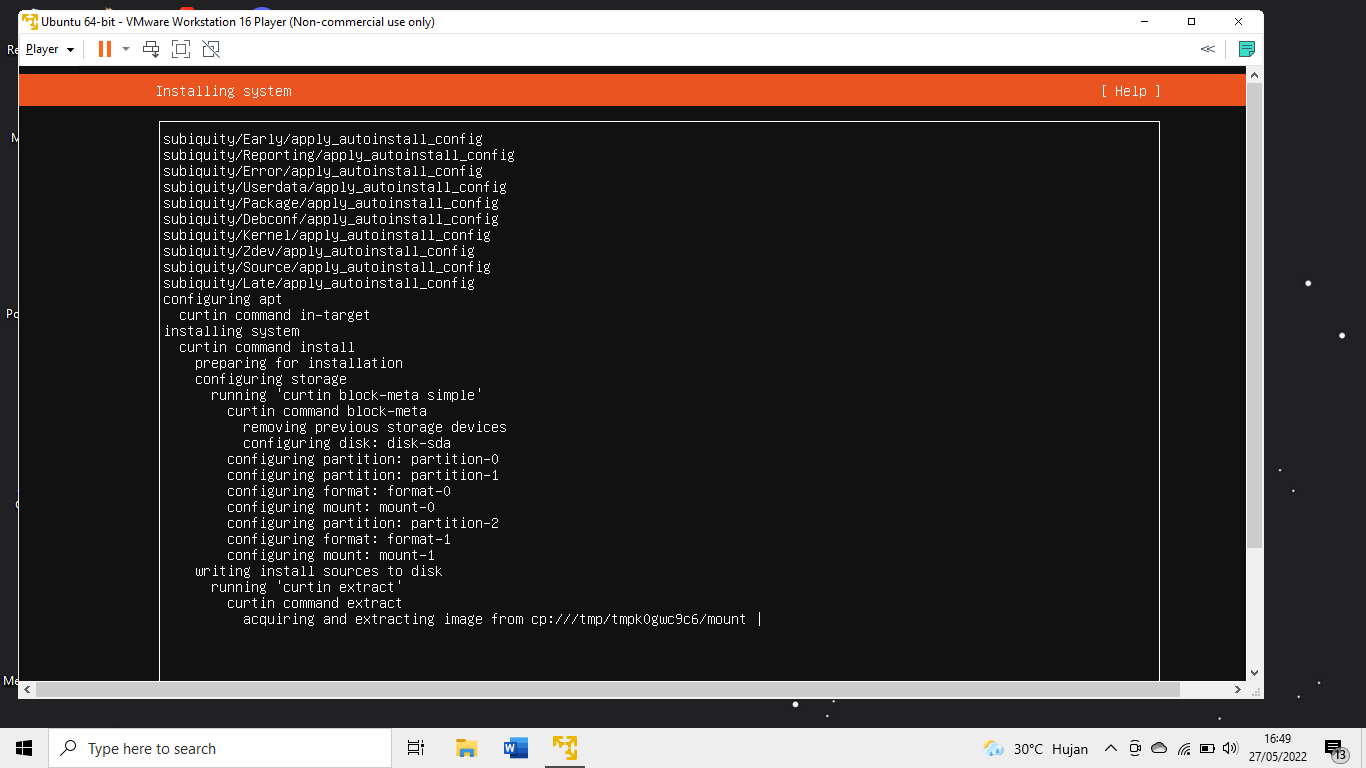 Ubuntu 64-bit - VMware Workstation 16 Player (Non-commercial use only)
Player
Installing system
[ Help ]
subiquity/Early/apply_autoinstall_config
subiquity/Reporting/apply_autoinstall_config
subiquity/Error/apply_autoinstall_config
subiquity/Userdata/apply_autoinstall_config
subiquity/Package/apply_autoinstall_config
subiquity/Debconf/apply_autoinstall_config
subiquity/Kernel/apply_autoinstall_config
subiquity/Zdev/apply_autoinstall_config
subiquity/Source/apply_autoinstall_config
subiquity/Late/apply_autoinstall_config
configuring apt
curtin command in-target
installing system
curtin command install
preparing for installation
configuring storage
running 'curtin block-meta simple'
curtin command block-meta
removing previous storage devices
configuring disk: disk-sda
configuring partition: partition-0
configuring partition: partition-1
configuring format: format-0
configuring mount: mount-0
configuring partition: partition-2
configuring format: format-1
configuring mount: mount-1
writing install sources to disk
running 'curtin extract'
curtin command extract
acquiring and extracting image from cp:///tmp/tmpk0gwc9c6/mount |
Type here to search
30°C Hujan
16:49
27/05/2022
13